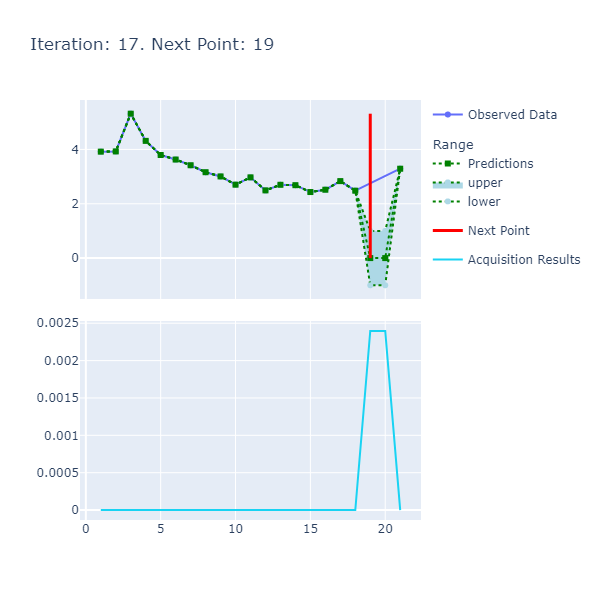 Iteration: 17. Next Point: 19
Observed Data
Range
Predictions
upper
lower
Next Point
Acquisition Results
4
2
0
0.0025
0.002
0.0015
0.001
0.0005
0
0 5 10 15 20